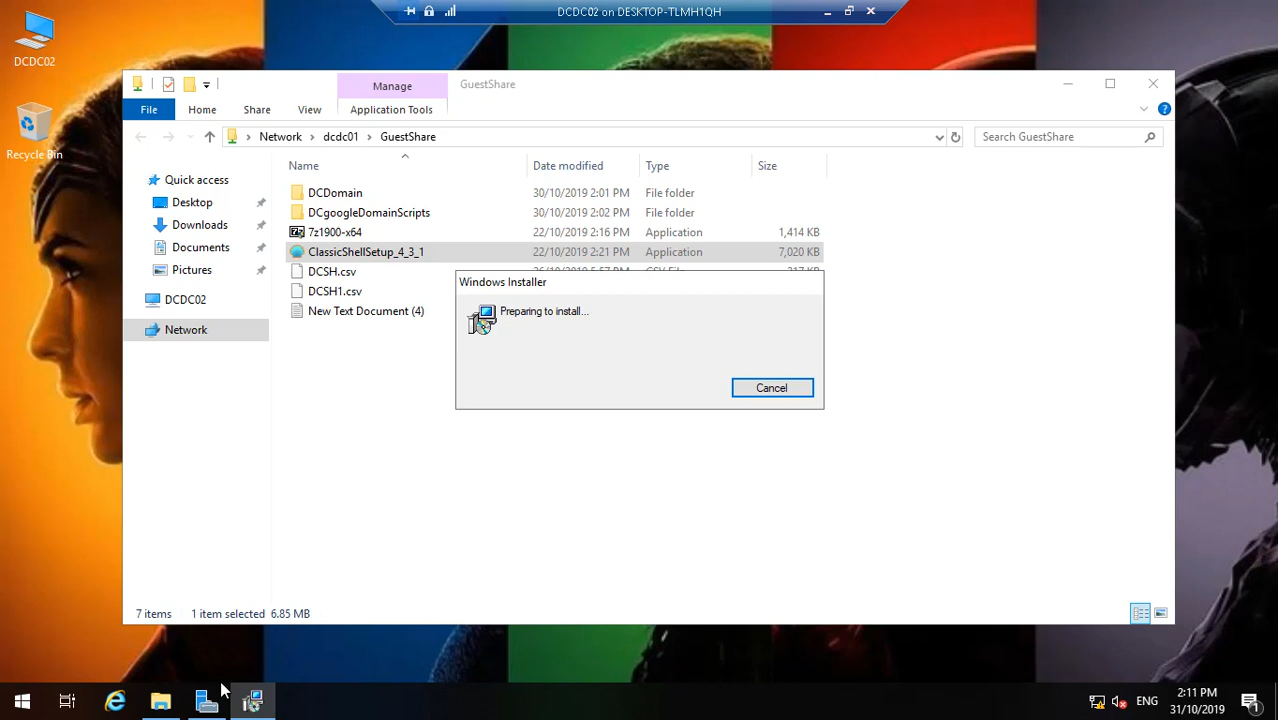 DCDC02 on DESKTOP-TLMH1QH
DCDC02
Recycle Bin
Manage
GuestShare
File
Home
Share
View
Application Tools
Network
dcdc01
GuestShare
Search GuestShare
Name
Date modified
Type
Size
Quick access
Desktop
Downloads
Documents
Pictures
DCDC02
Network
DCDomain 30/10/2019 2:01 PM File folder
DCgoogleDomainScripts 30/10/2019 2:02 PM File folder
7z1900-x64 22/10/2019 2:16 PM Application 1,414 KB
ClassicShellSetup_4_3_1 22/10/2019 2:21 PM Application 7,020 KB
DCSH.csv
DCSH1.csv
New Text Document (4)
Windows Installer
Preparing to install...
Cancel
7 items
1 item selected 6.85 MB
ENG
2:11 PM
31/10/2019
1